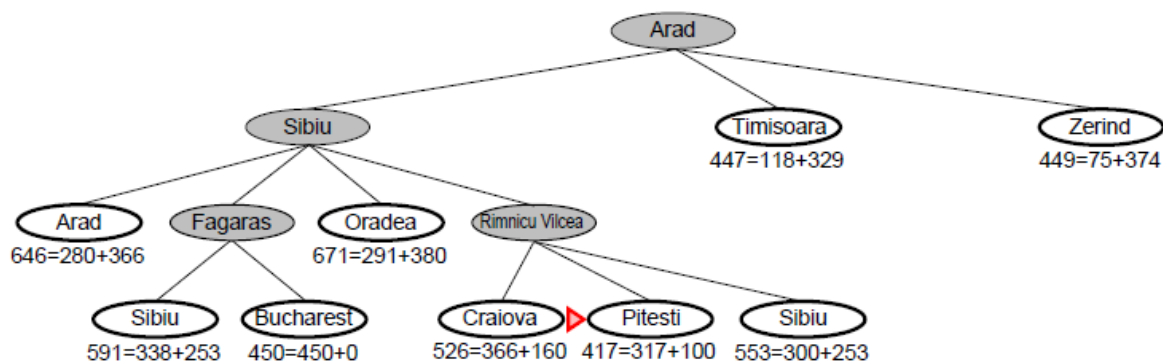 Arad
Sibiu Timisoara Zerind
447=118+329 449=75+374
Arad Fagaras Oradea Rimnicu Vilcea
646=280+366 671=291+380
Sibiu Bucharest Craiova Pitesti Sibiu
591=338+253 450=450+0 526=366+160 417=317+100 553=300+253